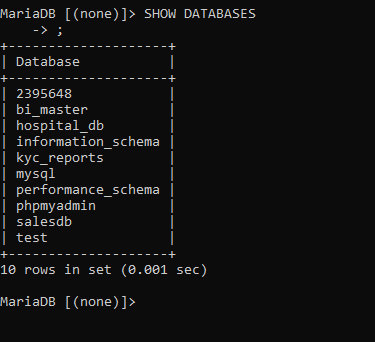 MariaDB [(none)]> SHOW DATABASES
    -> ;
+--------------------+
| Database           |
+--------------------+
| 2395648            |
| bi_master          |
| hospital_db        |
| information_schema |
| kyc_reports        |
| mysql              |
| performance_schema |
| phpmyadmin         |
| salesdb            |
| test               |
+--------------------+
10 rows in set (0.001 sec)
MariaDB [(none)]>